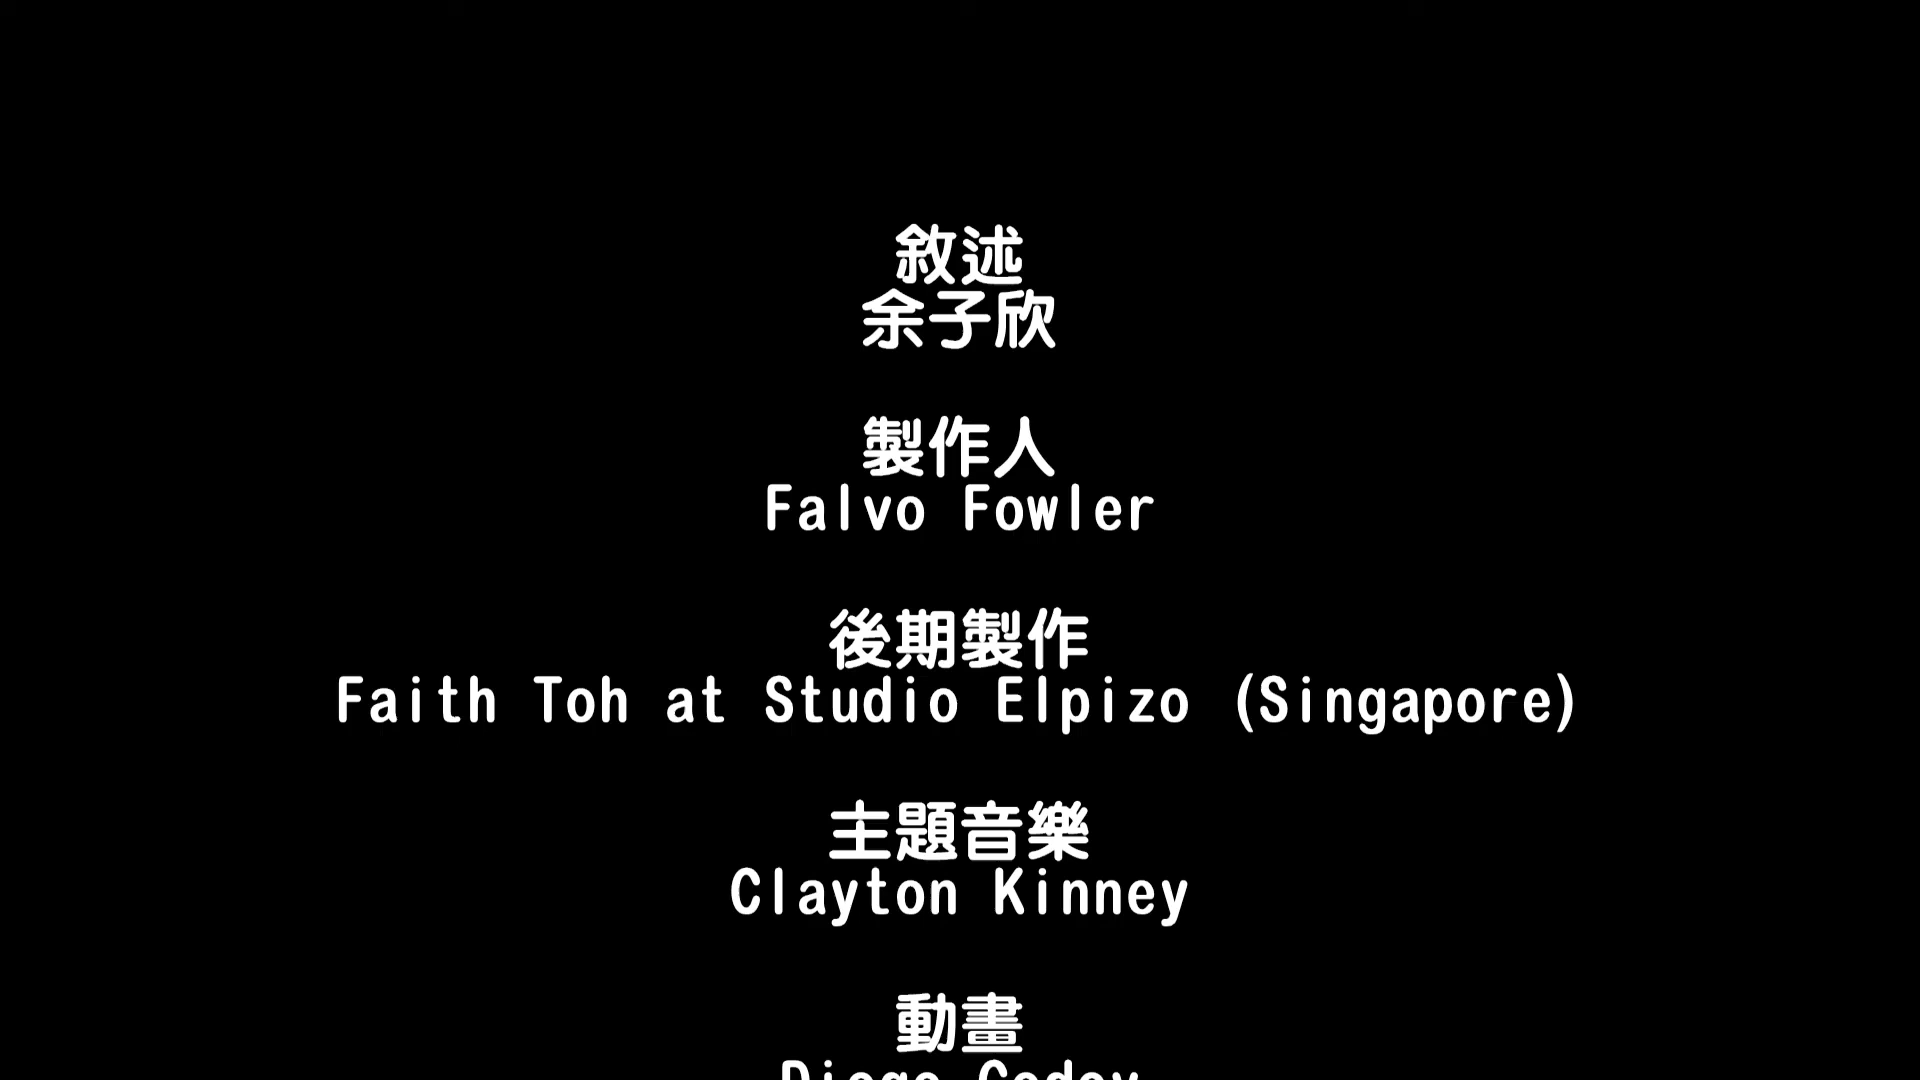 敘述
余子欣
製作人
Falvo Fowler
後期製作
Faith Toh at Studio Elpizo (Singapore)
主題音樂
Clayton Kinney
動畫